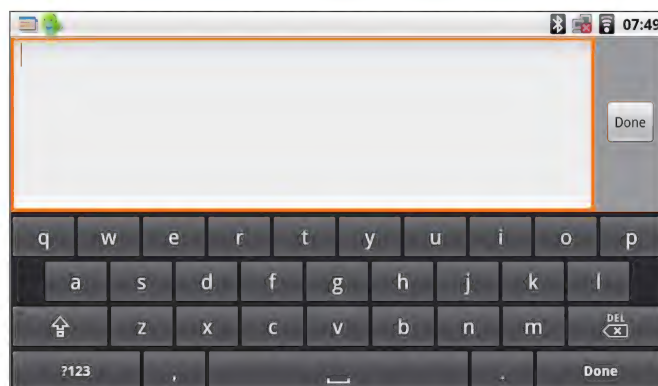 07:49
Done
q w e r t y u i o p
a s d f g h j k l
DEL
z x c v b n m
?123 , . Done